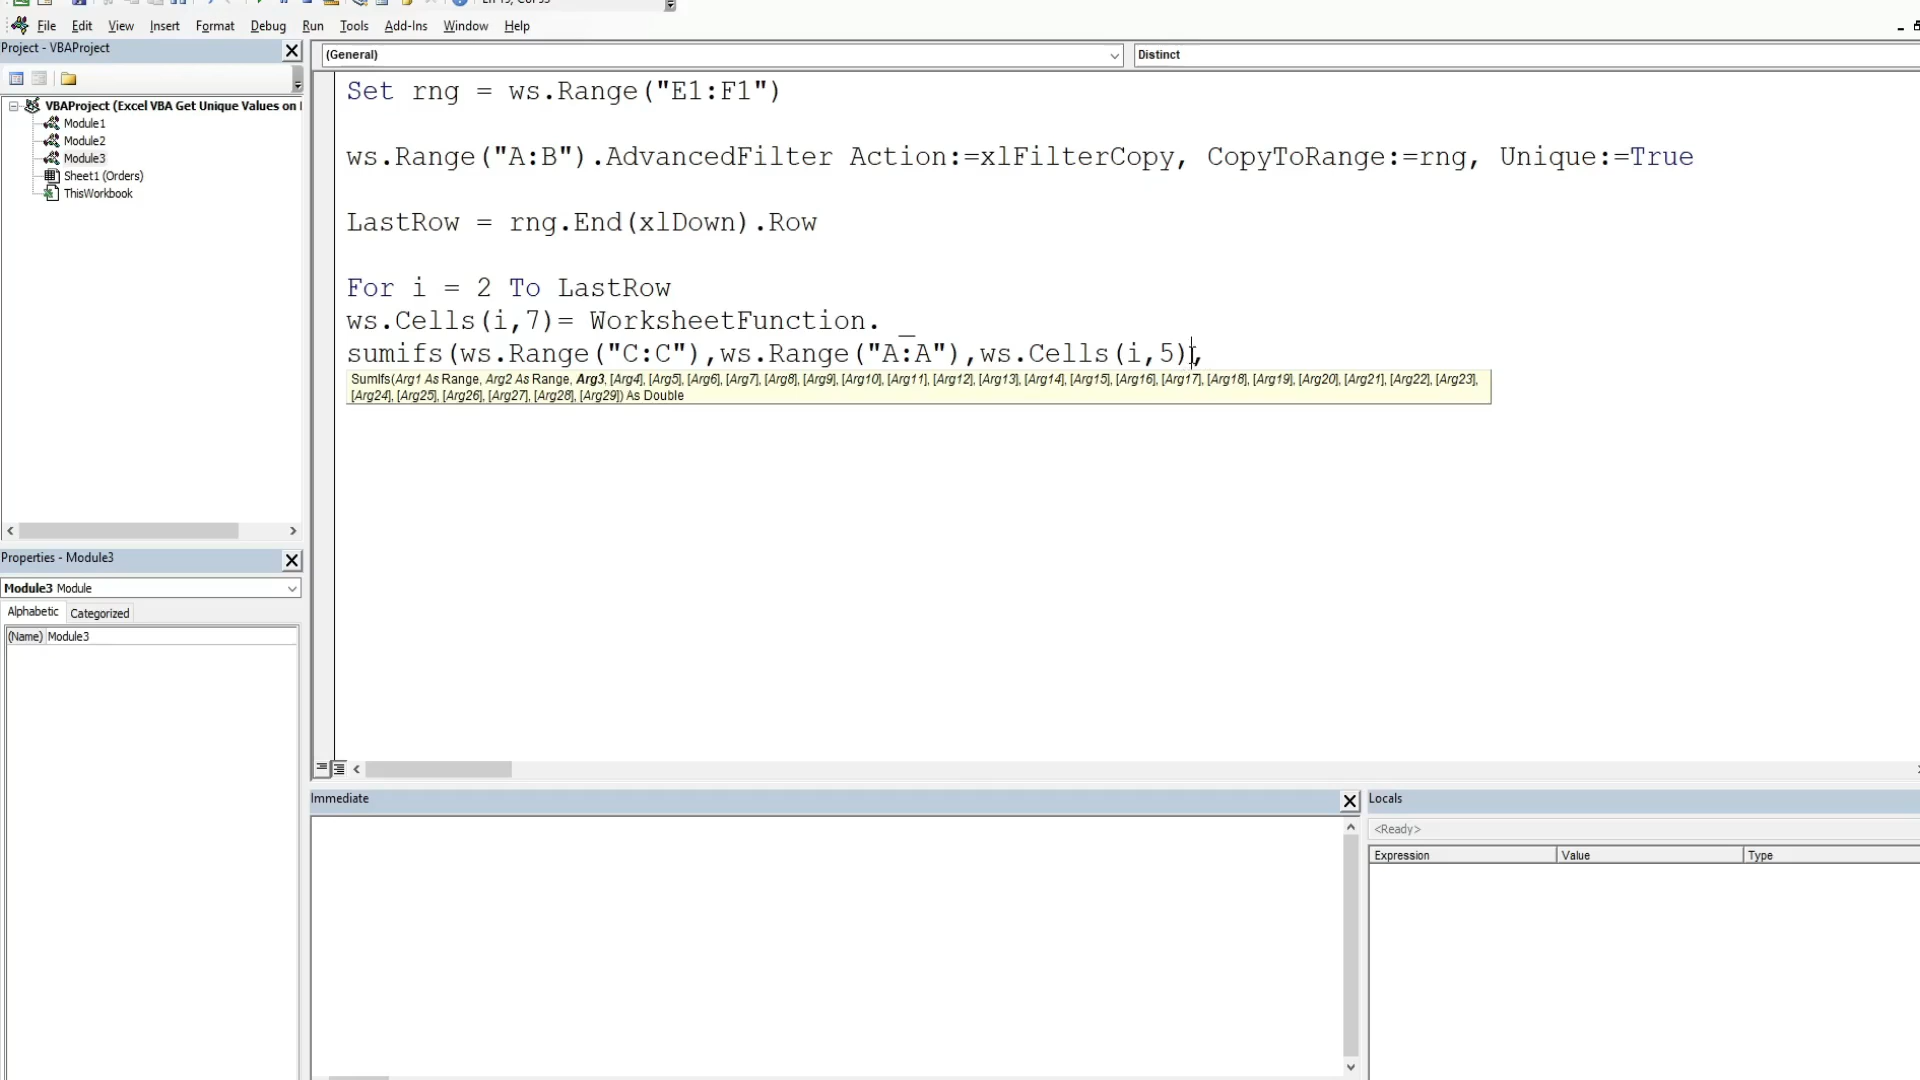 File Edit View Insert Format Debug Run Tools Add-Ins Window Help
Project - VBAProject
(General)
Distinct
VBAProject (Excel VBA Get Unique Values on
Module1
Module2
Module3
Sheet1 (Orders)
ThisWorkbook
Set rng = ws.Range("E1:F1")
ws.Range("A:B").AdvancedFilter Action:=xlFilterCopy, CopyToRange:=rng, Unique:=True
LastRow = rng.End(xlDown).Row
For i = 2 To LastRow
ws.Cells(i,7)= WorksheetFunction. _
sumifs(ws.Range("C:C"),ws.Range("A:A"),ws.Cells(i,5),
SumIfs(Arg1 As Range, Arg2 As Range, Arg3, [Arg4], [Arg5], [Arg6], [Arg7], [Arg8], [Arg9], [Arg10], [Arg11], [Arg12], [Arg13], [Arg14], [Arg15], [Arg16], [Arg17], [Arg18], [Arg19], [Arg20], [Arg21], [Arg22], [Arg23],
[Arg24], [Arg25], [Arg26], [Arg27], [Arg28], [Arg29]) As Double
Properties - Module3
Module3 Module
Alphabetic Categorized
(Name) Module3
Immediate
Locals
<Ready>
Expression Value Type